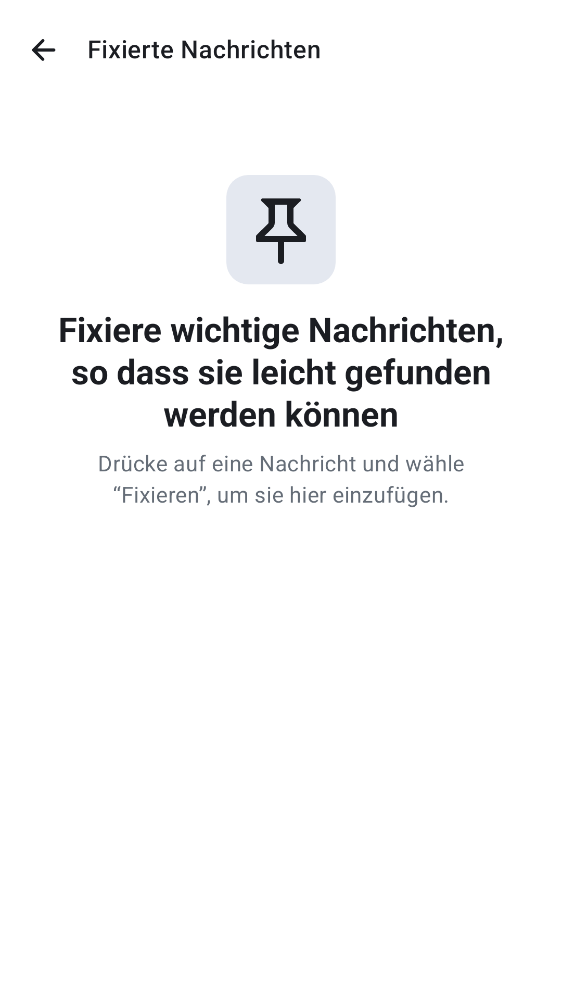 Fixierte Nachrichten
Fixiere wichtige Nachrichten,
so dass sie leicht gefunden
werden können
Drücke auf eine Nachricht und wähle
“Fixieren”, um sie hier einzufügen.